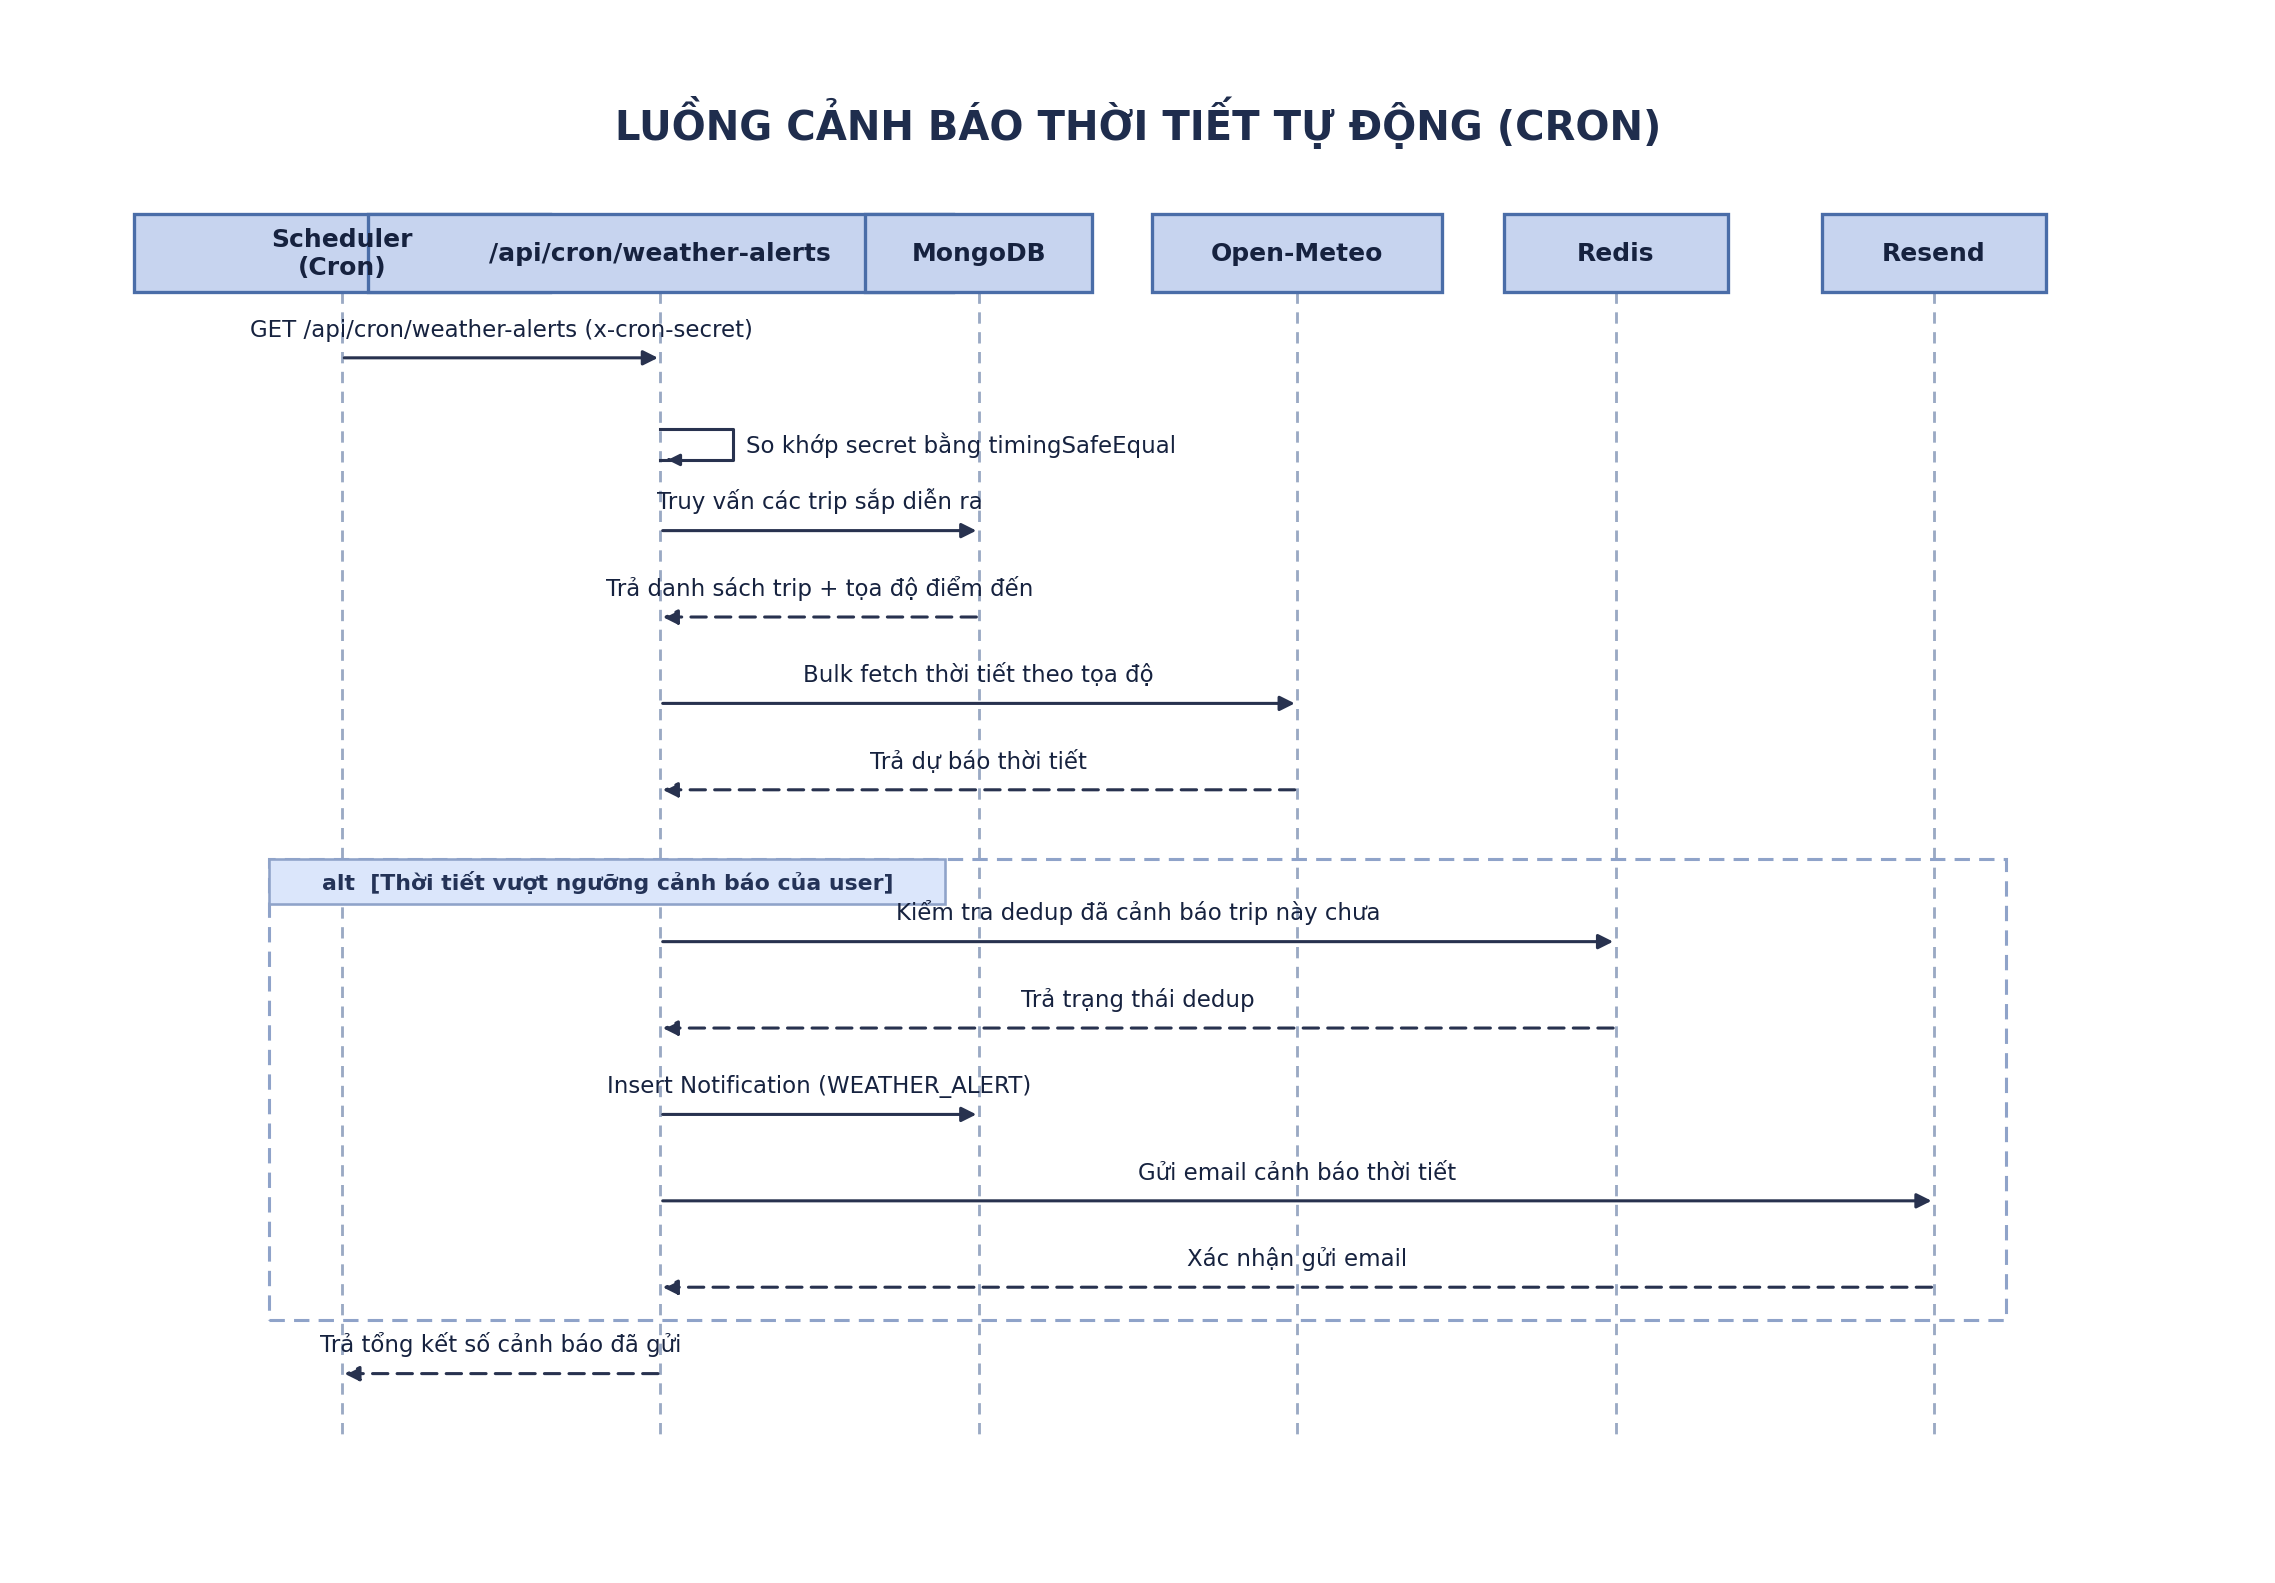 LUỒNG CẢNH BÁO THỜI TIẾT TỰ ĐỘNG (CRON)
Scheduler
(Cron)
/api/cron/weather-alerts
MongoDB
Open-Meteo
Redis
Resend
GET /api/cron/weather-alerts (x-cron-secret)
So khớp secret bằng timingSafeEqual
Truy vấn các trip sắp diễn ra
Trả danh sách trip + tọa độ điểm đến
Bulk fetch thời tiết theo tọa độ
Trả dự báo thời tiết
alt [Thời tiết vượt ngưỡng cảnh báo của user]
Kiểm tra dedup đã cảnh báo trip này chưa
Trả trạng thái dedup
Insert Notification (WEATHER_ALERT)
Gửi email cảnh báo thời tiết
Xác nhận gửi email
Trả tổng kết số cảnh báo đã gửi